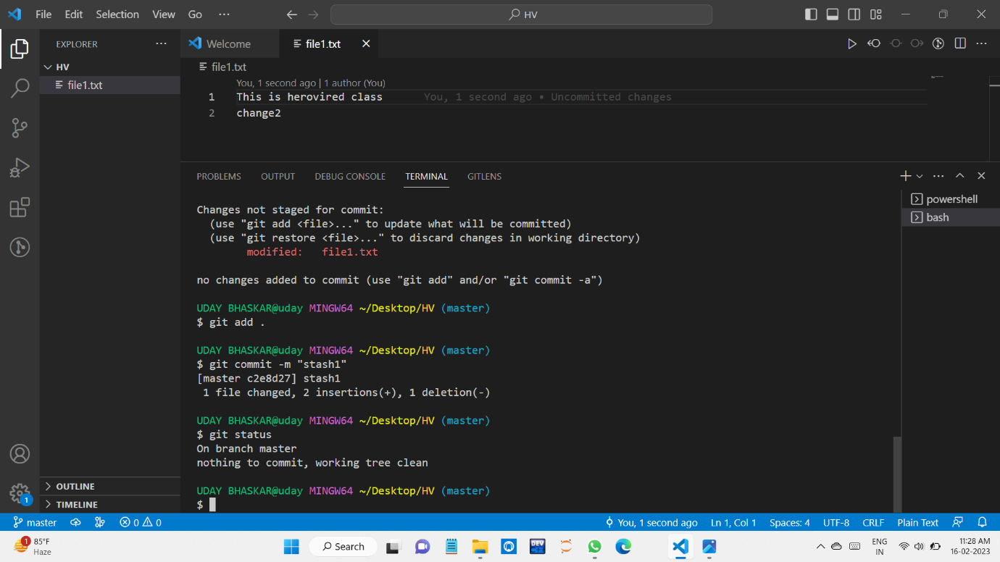 File Edit Selection View Go ··· HV
EXPLORER ···
HV
file1.txt
Welcome
file1.txt
file1.txt
You, 1 second ago | 1 author (You)
1 This is herovired class You, 1 second ago • Uncommitted changes
2 change2
PROBLEMS OUTPUT DEBUG CONSOLE TERMINAL GITLENS
powershell
bash
Changes not staged for commit:
(use "git add <file>..." to update what will be committed)
(use "git restore <file>..." to discard changes in working directory)
modified: file1.txt
no changes added to commit (use "git add" and/or "git commit -a")
UDAY BHASKAR@uday MINGW64 ~/Desktop/HV (master)
$ git add .
UDAY BHASKAR@uday MINGW64 ~/Desktop/HV (master)
$ git commit -m "stash1"
[master c2e8d27] stash1
1 file changed, 2 insertions(+), 1 deletion(-)
UDAY BHASKAR@uday MINGW64 ~/Desktop/HV (master)
$ git status
On branch master
nothing to commit, working tree clean
UDAY BHASKAR@uday MINGW64 ~/Desktop/HV (master)
$
OUTLINE
TIMELINE
1
master 0 0 You, 1 second ago Ln 1, Col 1 Spaces: 4 UTF-8 CRLF Plain Text
1
85°F
Haze
Search
DEV
C++
ENG
IN
11:28 AM
16-02-2023